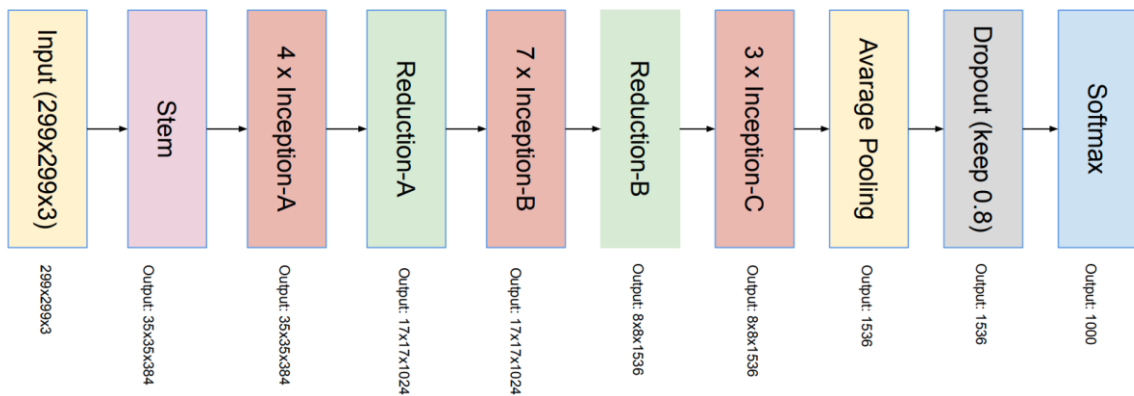 Input (299x299x3)
299x299x3
Stem
Output: 35x35x384
4 x Inception-A
Output: 35x35x384
Reduction-A
Output: 17x17x1024
7 x Inception-B
Output: 17x17x1024
Reduction-B
Output: 8x8x1536
3 x Inception-C
Output: 8x8x1536
Avarage Pooling
Output: 1536
Dropout (keep 0.8)
Output: 1536
Softmax
Output: 1000